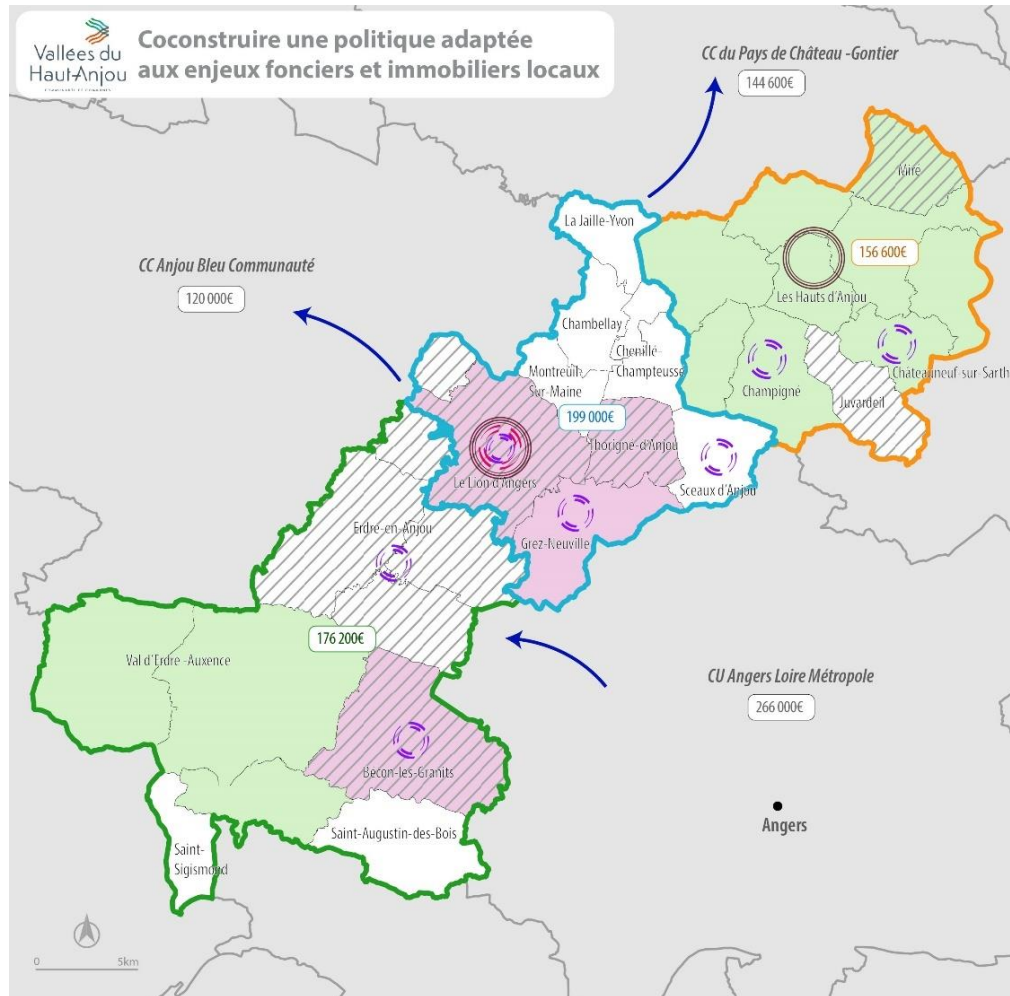 Vallées du
Haut-Anjou
COMMUNAUTÉ DE COMMUNES
Coconstruire une politique adaptée
aux enjeux fonciers et immobiliers locaux
CC du Pays de Château -Gontier
144 600€
Miré
La Jaille-Yvon
156 600€
CC Anjou Bleu Communauté
120 000€
Les Hauts d'Anjou
Chambellay
Chenillé-
Champteusse
Châteauneuf-sur-Sarth
Montreuil-
Sur-Maine
Champigné
Juvardeil
199 000€
Thorigné-d'Anjou
Le Lion d'Angers
Sceaux d'Anjou
Erdre-en-Anjou
Grez-Neuville
176 200€
Val d'Erdre -Auxence
CU Angers Loire Métropole
266 000€
Bécon-les-Granits
Angers
Saint-Augustin-des-Bois
Saint-
Sigismond
0 5km